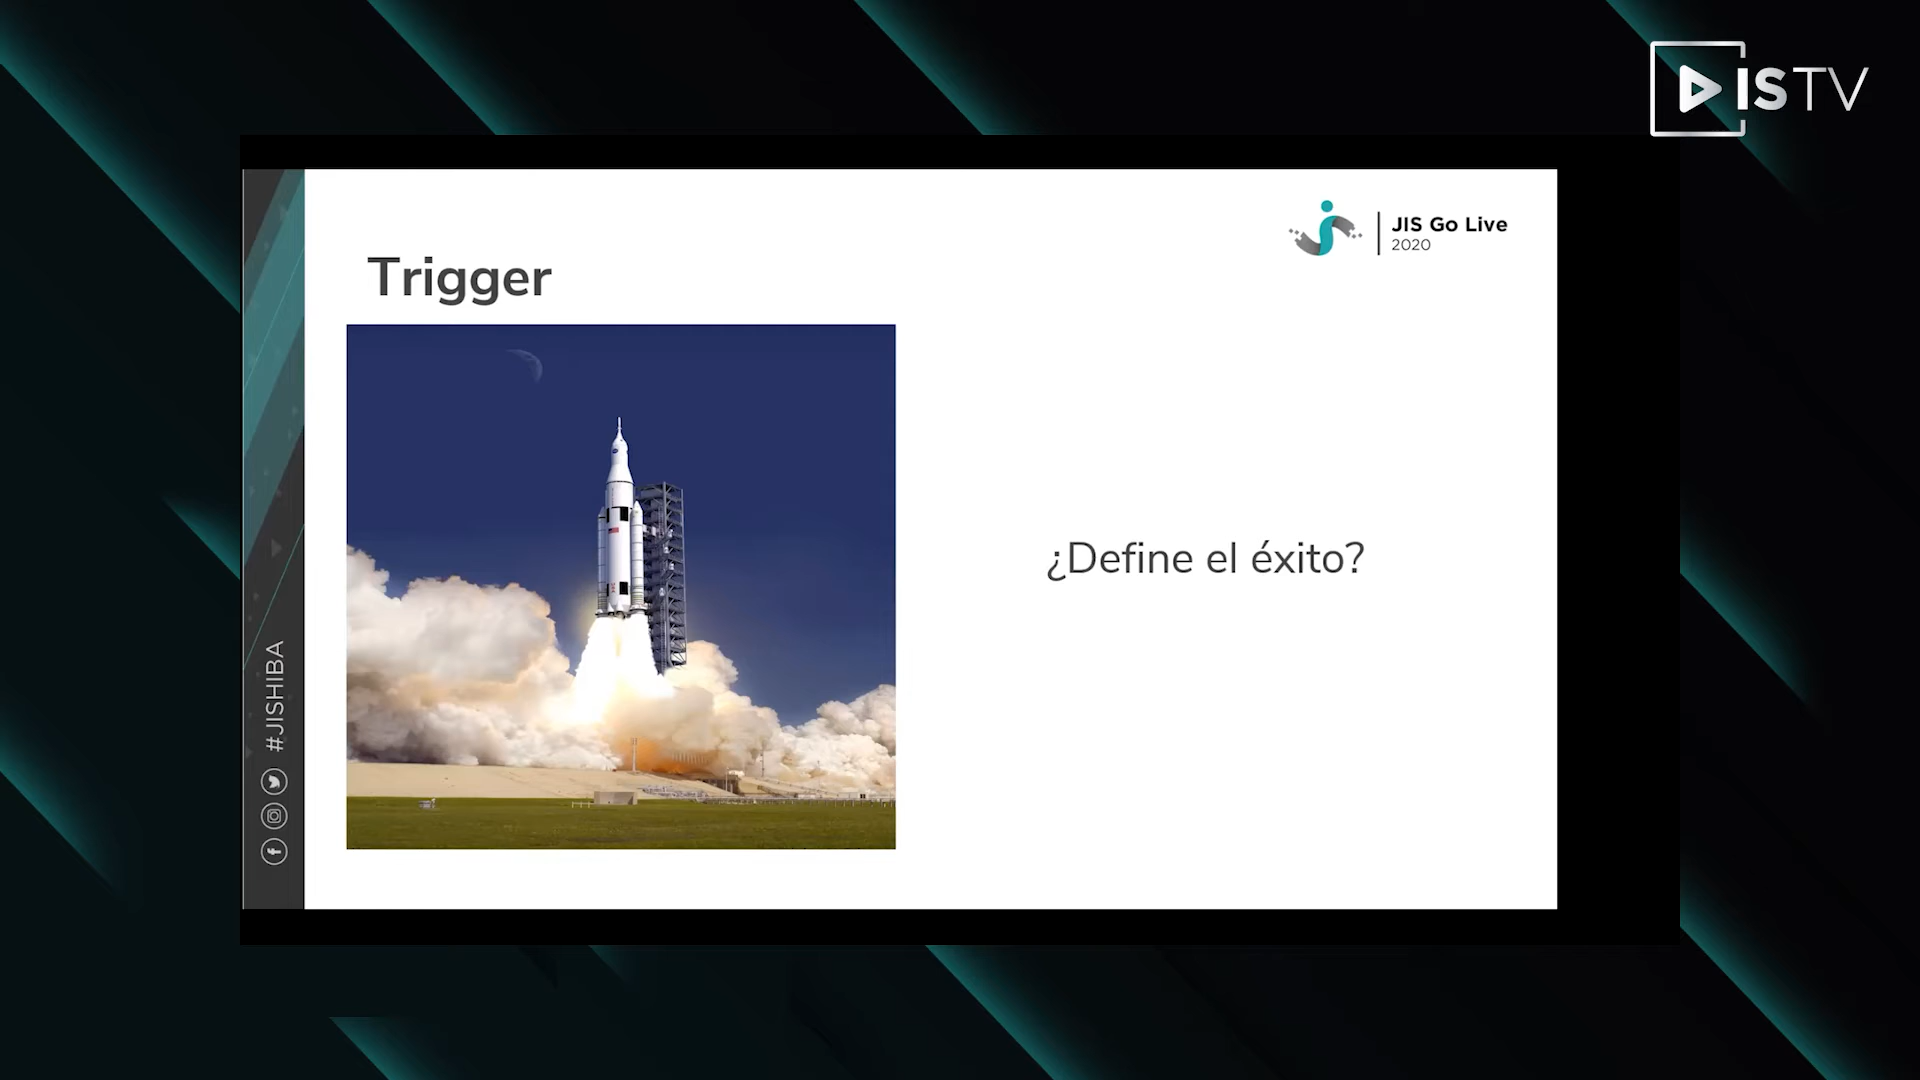 ISTV
JIS Go Live
2020
Trigger
¿Define el éxito?
#JISHIBA